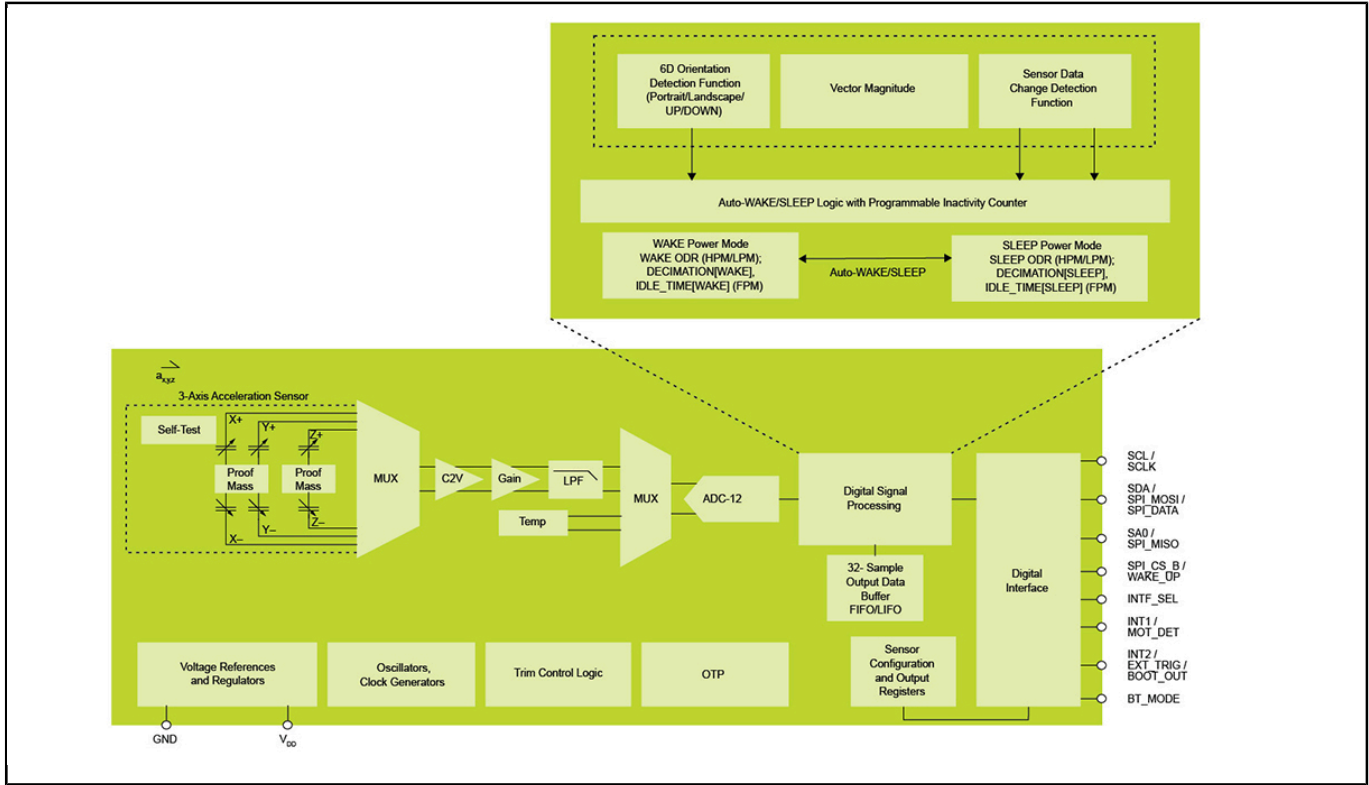 6D Orientation
Detection Function
(Portrait/Landscape/
UP/DOWN)
Vector Magnitude
Sensor Data
Change Detection
Function
Auto-WAKE/SLEEP Logic with Programmable Inactivity Counter
WAKE Power Mode
WAKE ODR (HPM/LPM);
DECIMATION[WAKE],
IDLE_TIME[WAKE] (FPM)
Auto-WAKE/SLEEP
SLEEP Power Mode
SLEEP ODR (HPM/LPM);
DECIMATION[SLEEP],
IDLE_TIME[SLEEP] (FPM)
ax,y,z
3-Axis Acceleration Sensor
Self-Test
X+
Y+
Z+
Proof
Mass
Proof
Mass
X–
Y–
Z–
MUX
C2V
Gain
LPF
Temp
MUX
ADC-12
Digital Signal
Processing
32- Sample
Output Data
Buffer
FIFO/LIFO
Digital
Interface
Sensor
Configuration
and Output
Registers
Voltage References
and Regulators
Oscillators,
Clock Generators
Trim Control Logic
OTP
GND
VDD
SCL /
SCLK
SDA /
SPI_MOSI /
SPI_DATA
SA0 /
SPI_MISO
SPI_CS_B /
WAKE_UP
INTF_SEL
INT1 /
MOT_DET
INT2 /
EXT_TRIG /
BOOT_OUT
BT_MODE